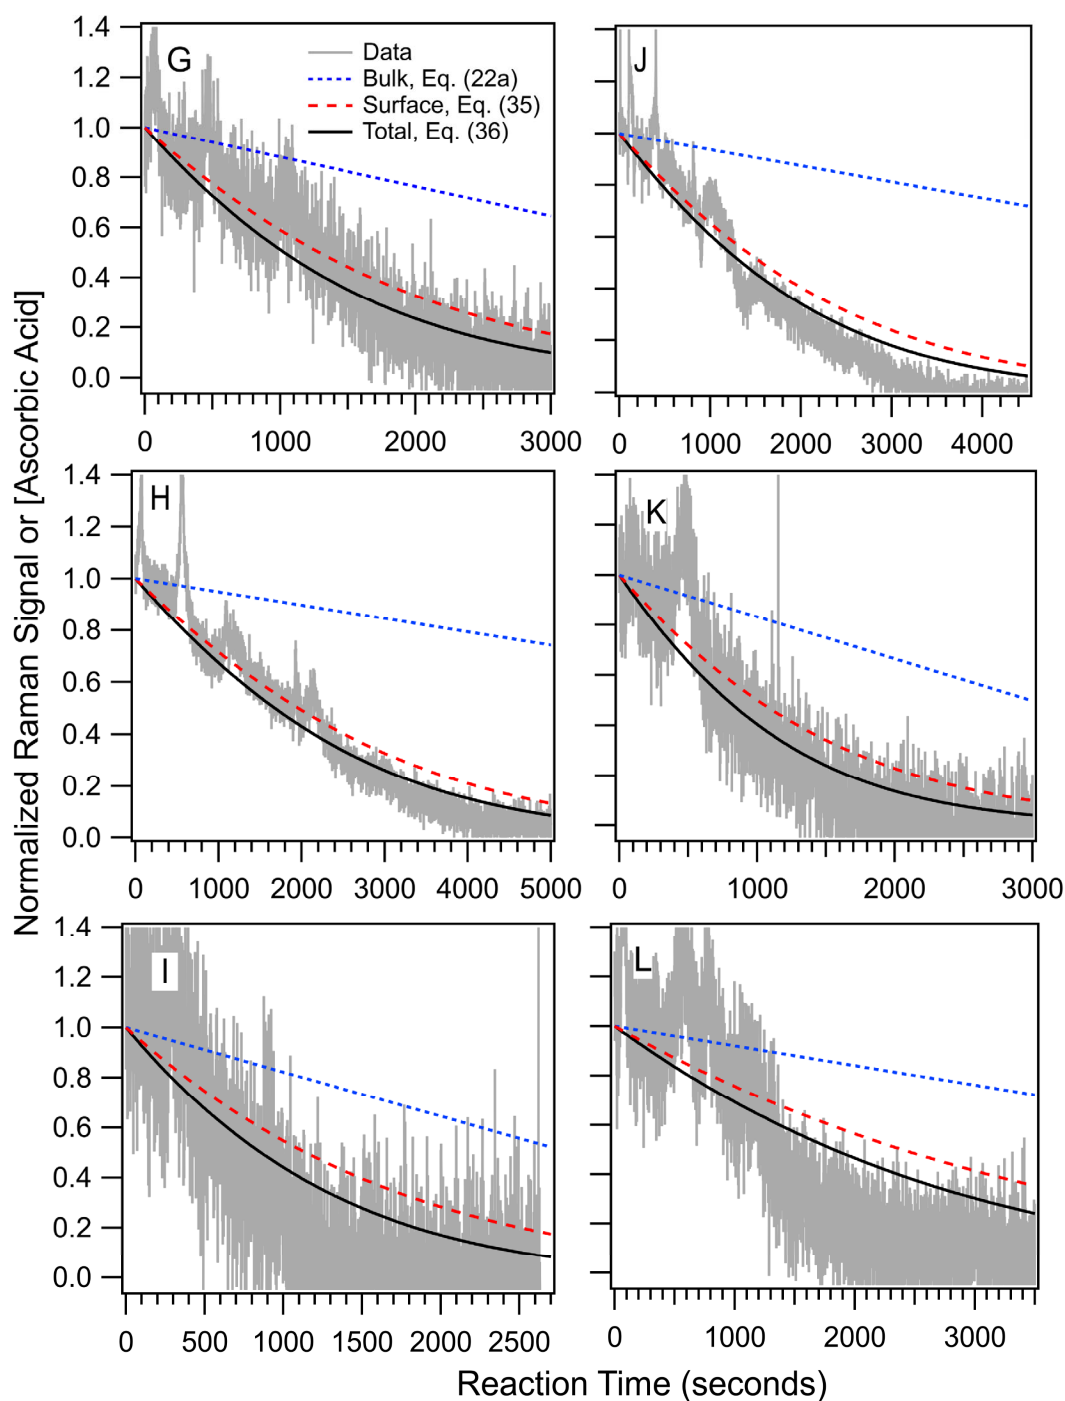 Normalized Raman Signal or [Ascorbic Acid]
G
Data
Bulk, Eq. (22a)
Surface, Eq. (35)
Total, Eq. (36)
1.4
1.2
1.0
0.8
0.6
0.4
0.2
0.0
0 1000 2000 3000
J
0 1000 2000 3000 4000
H
1.4
1.2
1.0
0.8
0.6
0.4
0.2
0.0
0 1000 2000 3000 4000 5000
K
0 1000 2000 3000
I
1.4
1.2
1.0
0.8
0.6
0.4
0.2
0.0
0 500 1000 1500 2000 2500
L
0 1000 2000 3000
Reaction Time (seconds)